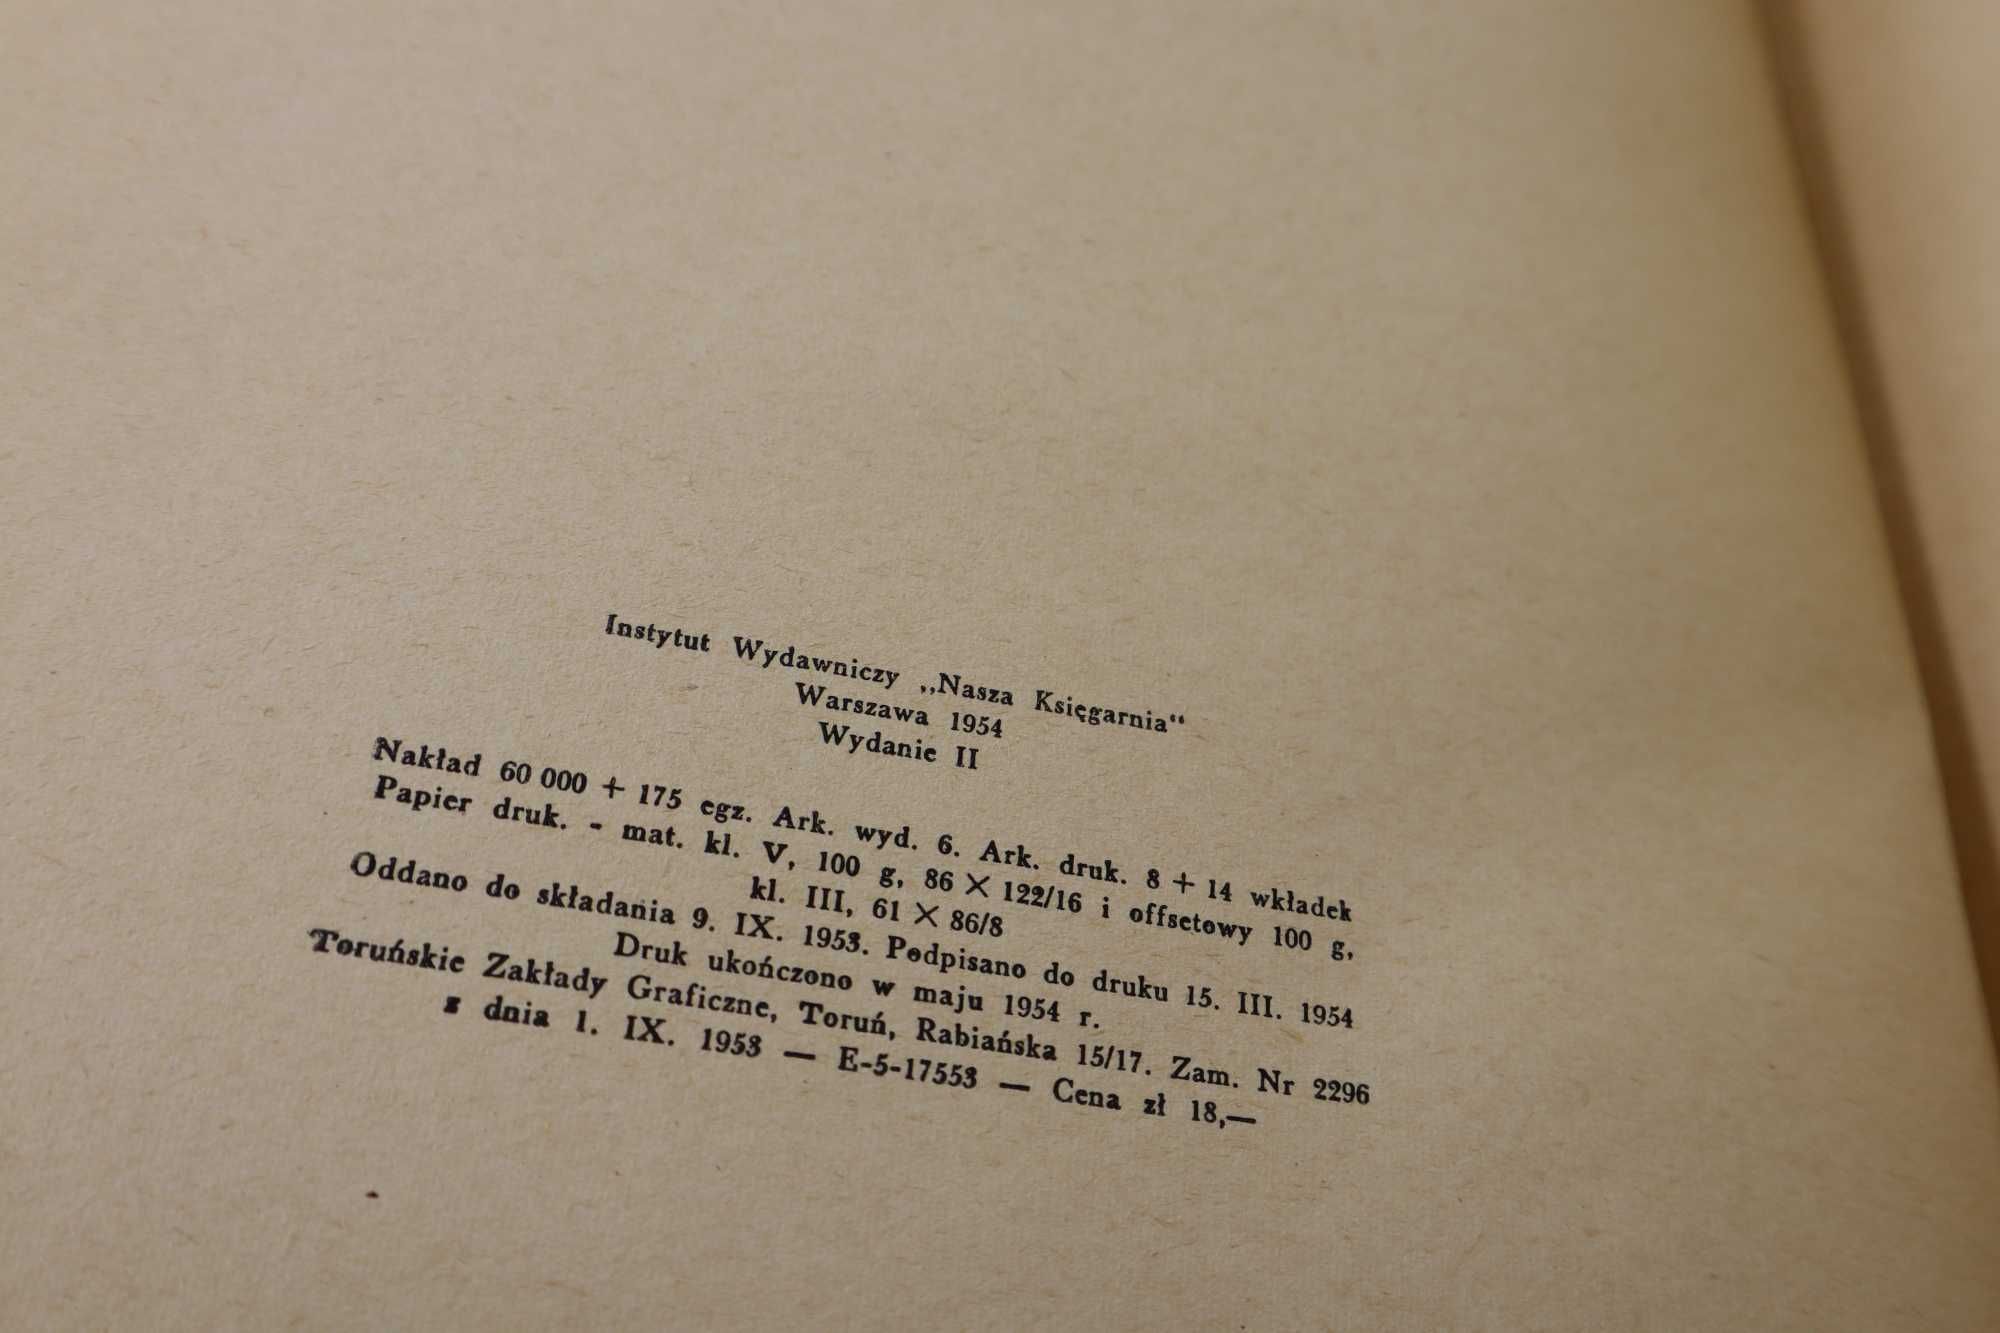 Instytut Wydawniczy „Nasza Księgarnia“
Warszawa 1954
Wydanie II
Nakład 60 000 + 175 egz. Ark. wyd. 6. Ark. druk. 8 + 14 wkładek
Papier druk. - mat. kl. V, 100 g, 86 × 122/16 i offsetowy 100 g,
kl. III, 61 × 86/8
Oddano do składania 9. IX. 1953. Podpisano do druku 15. III. 1954
Druk ukończono w maju 1954 r.
Toruńskie Zakłady Graficzne, Toruń, Rabiańska 15/17. Zam. Nr 2296
z dnia 1. IX. 1953 — E-5-17553 — Cena zł 18,—